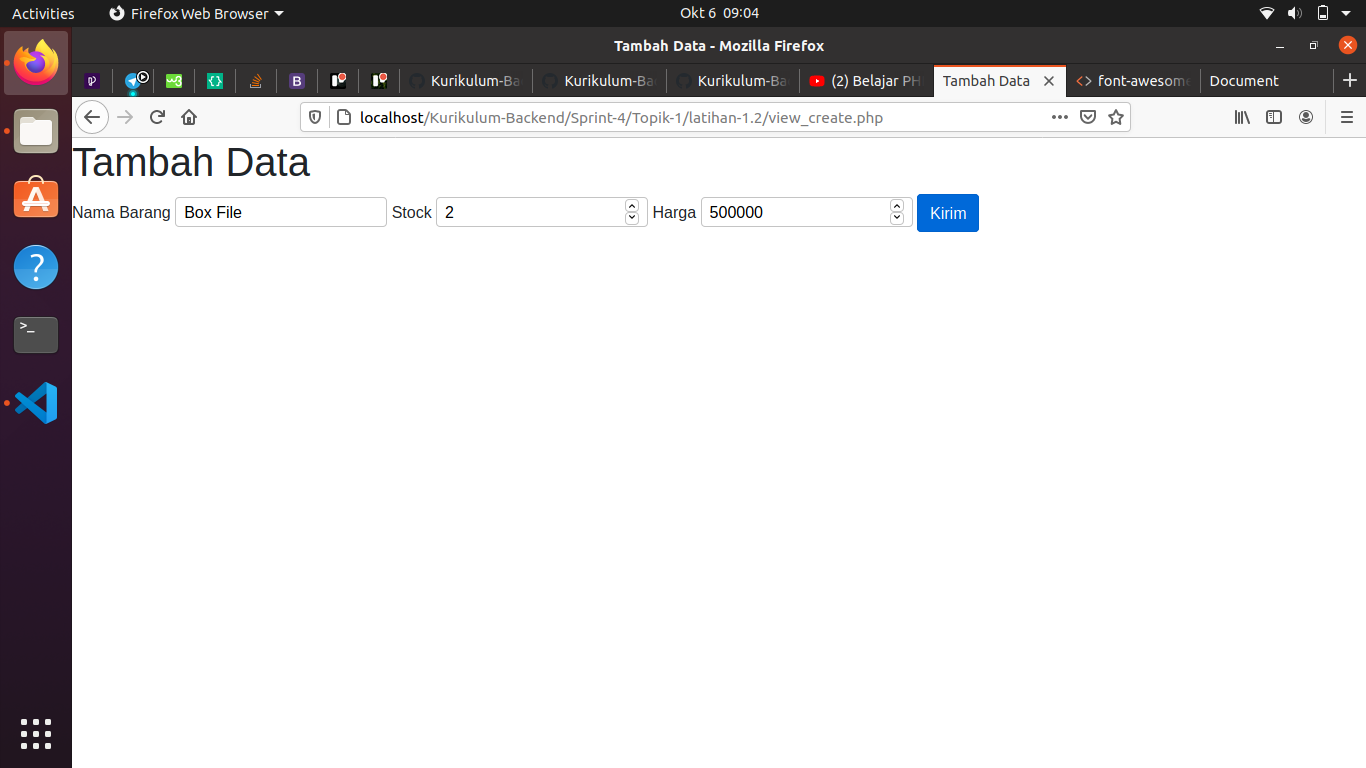 Activities Firefox Web Browser Okt 6 09:04
Tambah Data - Mozilla Firefox
Kurikulum-Ba Kurikulum-Ba Kurikulum-Ba (2) Belajar PH Tambah Data font-awesome Document
localhost/Kurikulum-Backend/Sprint-4/Topik-1/latihan-1.2/view_create.php
Tambah Data
Nama Barang Box File Stock 2 Harga 500000 Kirim